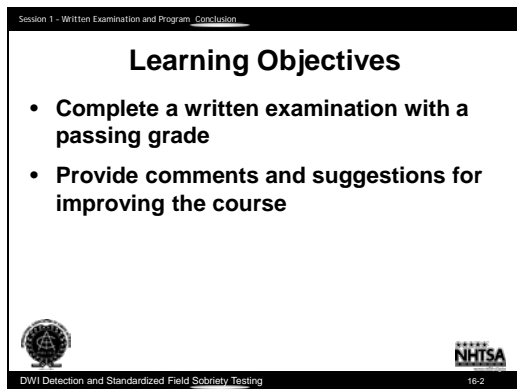 Session 1 - Written Examination and Program Conclusion
Learning Objectives
• Complete a written examination with a
passing grade
• Provide comments and suggestions for
improving the course
NHTSA
DWI Detection and Standardized Field Sobriety Testing
16-2